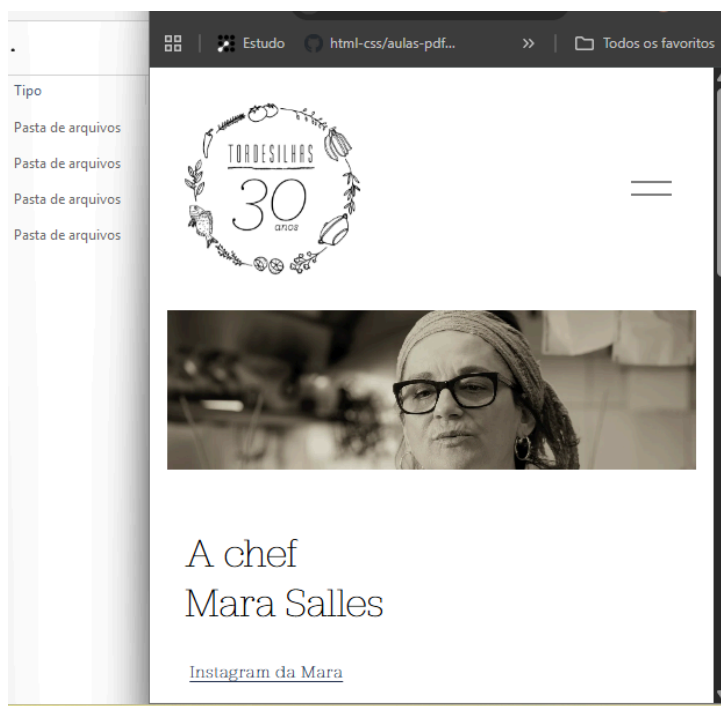 .
Tipo
Pasta de arquivos
Pasta de arquivos
Pasta de arquivos
Pasta de arquivos
Estudo
html-css/aulas-pdf...
»
Todos os favoritos
TORDESILHAS
30
anos
A chef
Mara Salles
Instagram da Mara